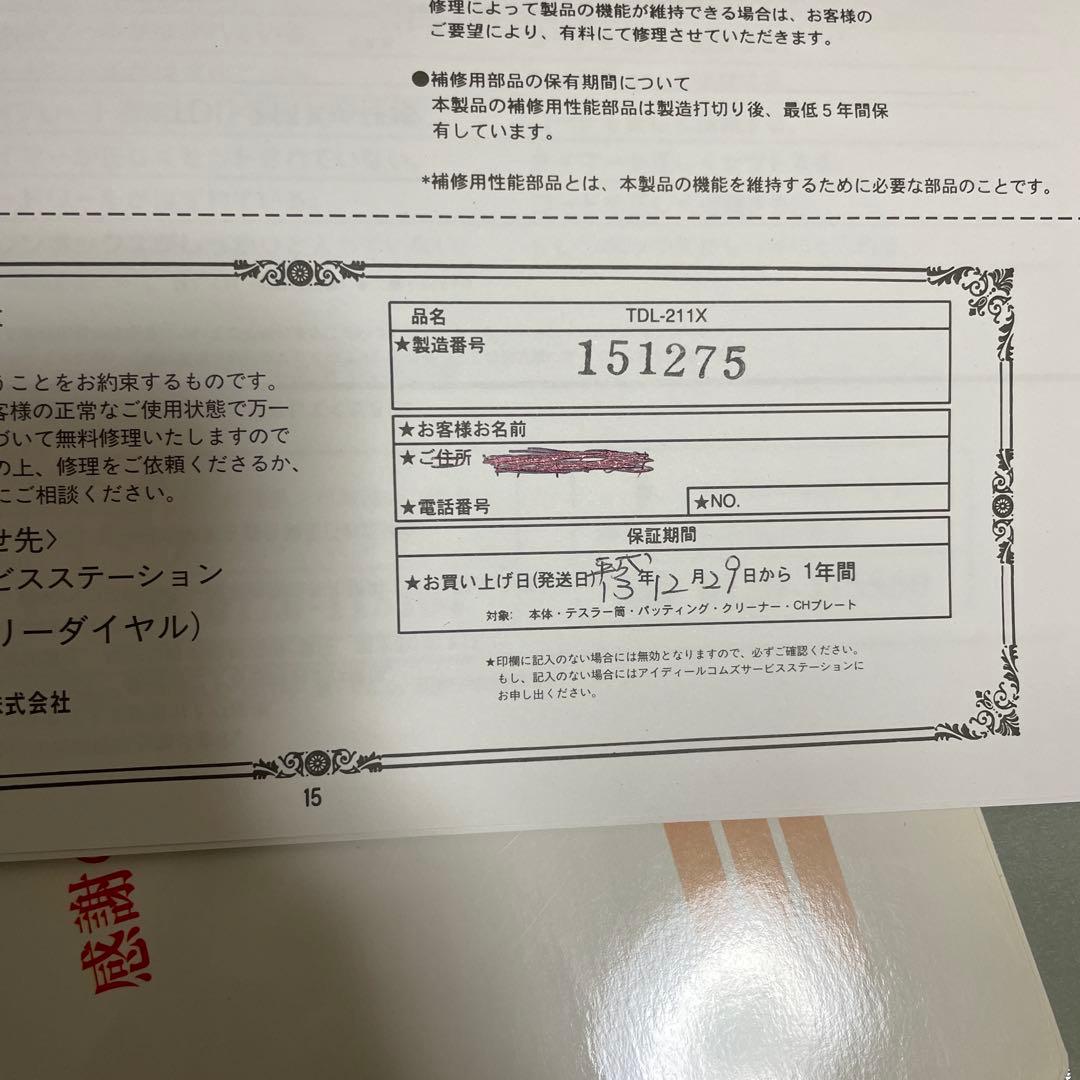 修理によって製品の機能が維持できる場合は、お客様の
ご要望により、有料にて修理させていただきます。
●補修用部品の保有期間について
本製品の補修用性能部品は製造打切り後、最低5年間保
有しています。
*補修用性能部品とは、本製品の機能を維持するために必要な部品のことです。
うことをお約束するものです。
客様の正常なご使用状態で万一
づいて無料修理いたしますので
の上、修理をご依頼くださるか、
にご相談ください。
せ先〉
ビスステーション
リーダイヤル）
株式会社
品名 TDL-211X
★製造番号 151275
★お客様お名前
★ご住所
★電話番号 ★NO.
保証期間
★お買い上げ日(発送日)平成13年12月29日から 1年間
対象: 本体・テスラー筒・パッティング・クリーナー・CHプレート
★印欄に記入のない場合には無効となりますので、必ずご確認ください。
もし、記入のない場合にはアイディールコムズサービスステーションに
お申し出ください。
15
感謝